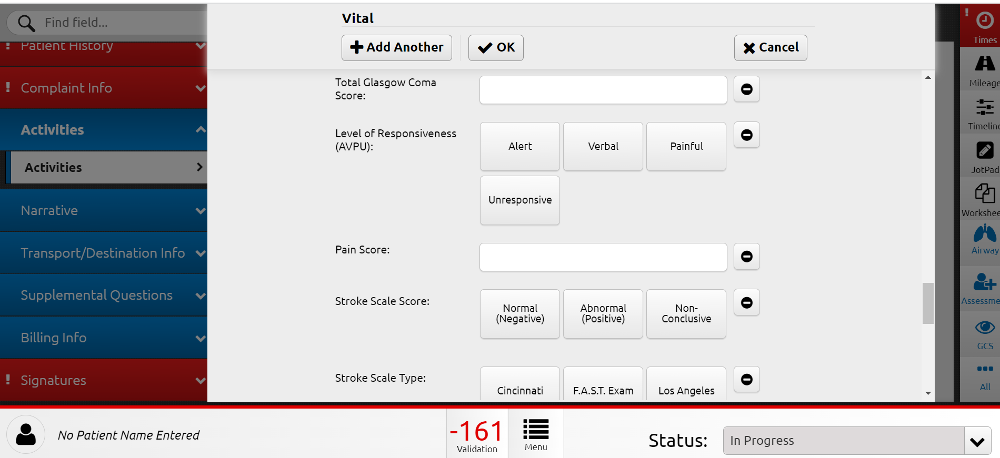 Find field...
! Patient History
! Complaint Info
Activities
Activities
Narrative
Transport/Destination Info
Supplemental Questions
Billing Info
! Signatures
Vital
Add Another
OK
Cancel
Total Glasgow Coma
Score:
Level of Responsiveness
(AVPU):
Alert
Verbal
Painful
Unresponsive
Pain Score:
Stroke Scale Score:
Normal
(Negative)
Abnormal
(Positive)
Non-
Conclusive
Stroke Scale Type:
Cincinnati
F.A.S.T. Exam
Los Angeles
!
Times
Mileage
Timeline
JotPad
Workshee
Airway
Assessme
GCS
All
No Patient Name Entered
-161
Validation
Menu
Status:
In Progress